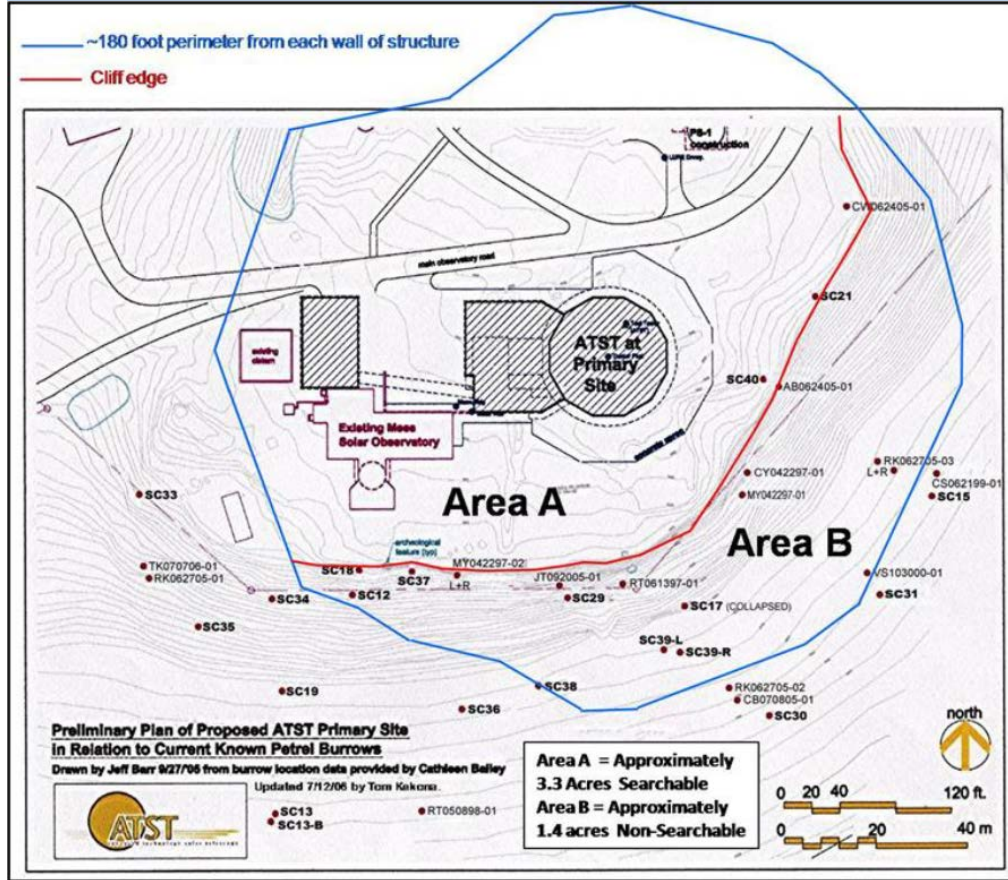 ~180 foot perimeter from each wall of structure
Cliff edge
PS-1
construction
CW062405-01
main observatory road
SC21
existing
ATST at
Primary
Site
SC40
AB062405-01
Existing Mees
Solar Observatory
RK062705-03
L+R
CY042297-01
CS062199-01
SC33
Area A
MY042297-01
SC15
Area B
archeological
feature (typ)
MY042297-02
TK070706-01
SC18
SC37
VS103000-01
RK062705-01
L+R
JT092005-01
RT061397-01
SC34
SC12
SC29
SC31
SC17 (COLLAPSED)
SC35
SC39-L
SC39-R
SC19
SC38
RK062705-02
CB070805-01
SC36
SC30
Preliminary Plan of Proposed ATST Primary Site
in Relation to Current Known Petrel Burrows
Drawn by Jeff Barr 9/27/05 from burrow location data provided by Cathleen Bailey
Updated 7/12/06 by Tom Kekona.
north
Area A = Approximately
3.3 Acres Searchable
Area B = Approximately
1.4 acres Non-Searchable
0 20 40 120 ft.
0 20 40 m
SC13
SC13-B
RT050898-01
ATST